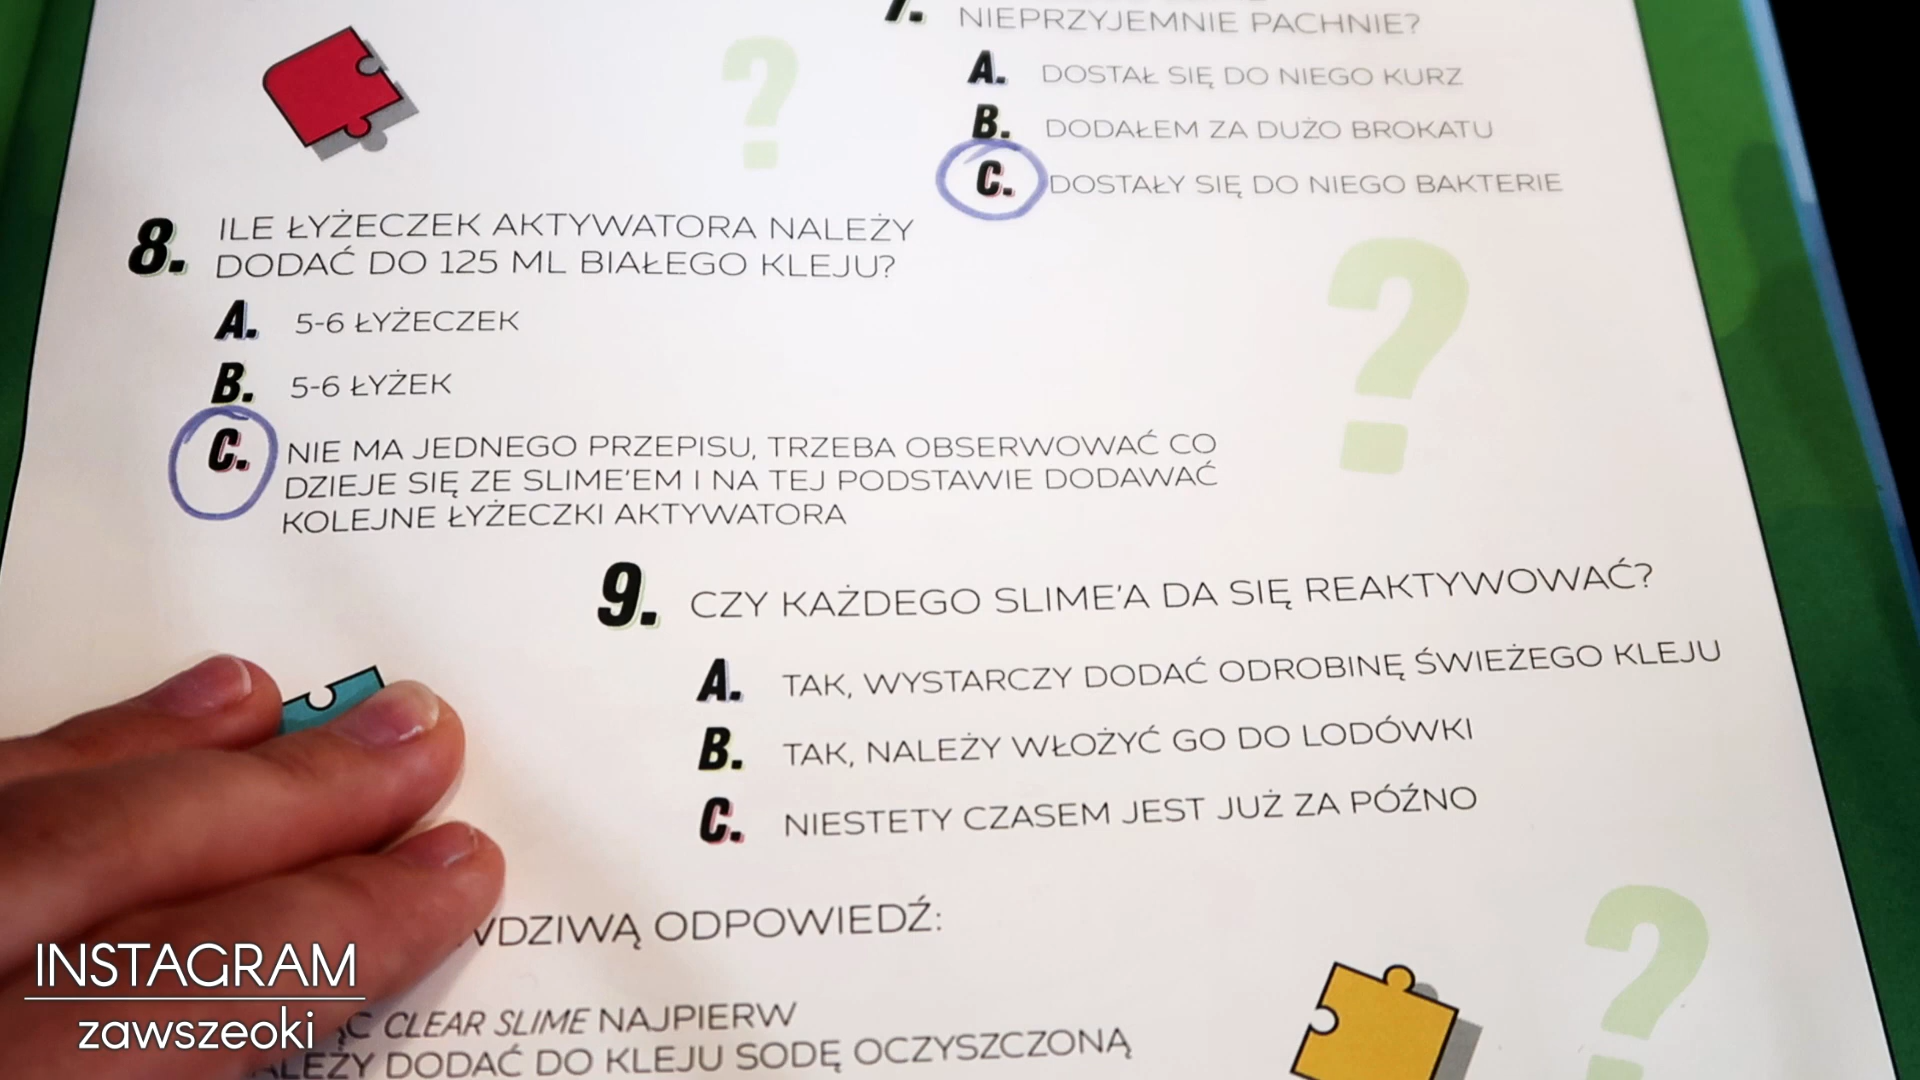 7. NIEPRZYJEMNIE PACHNIE?
A. DOSTAŁ SIĘ DO NIEGO KURZ
B. DODAŁEM ZA DUŻO BROKATU
C. DOSTAŁY SIĘ DO NIEGO BAKTERIE
8. ILE ŁYŻECZEK AKTYWATORA NALEŻY
DODAĆ DO 125 ML BIAŁEGO KLEJU?
A. 5-6 ŁYŻECZEK
B. 5-6 ŁYŻEK
C. NIE MA JEDNEGO PRZEPISU, TRZEBA OBSERWOWAĆ CO
DZIEJE SIĘ ZE SLIME'EM I NA TEJ PODSTAWIE DODAWAĆ
KOLEJNE ŁYŻECZKI AKTYWATORA
9. CZY KAŻDEGO SLIME'A DA SIĘ REAKTYWOWAĆ?
A. TAK, WYSTARCZY DODAĆ ODROBINĘ ŚWIEŻEGO KLEJU
B. TAK, NALEŻY WŁOŻYĆ GO DO LODÓWKI
C. NIESTETY CZASEM JEST JUŻ ZA PÓŹNO
ODPOWIEDŹ:
CLEAR SLIME NAJPIERW
DODAĆ DO KLEJU SODĘ OCZYSZCZONĄ
INSTAGRAM
zawszeoki